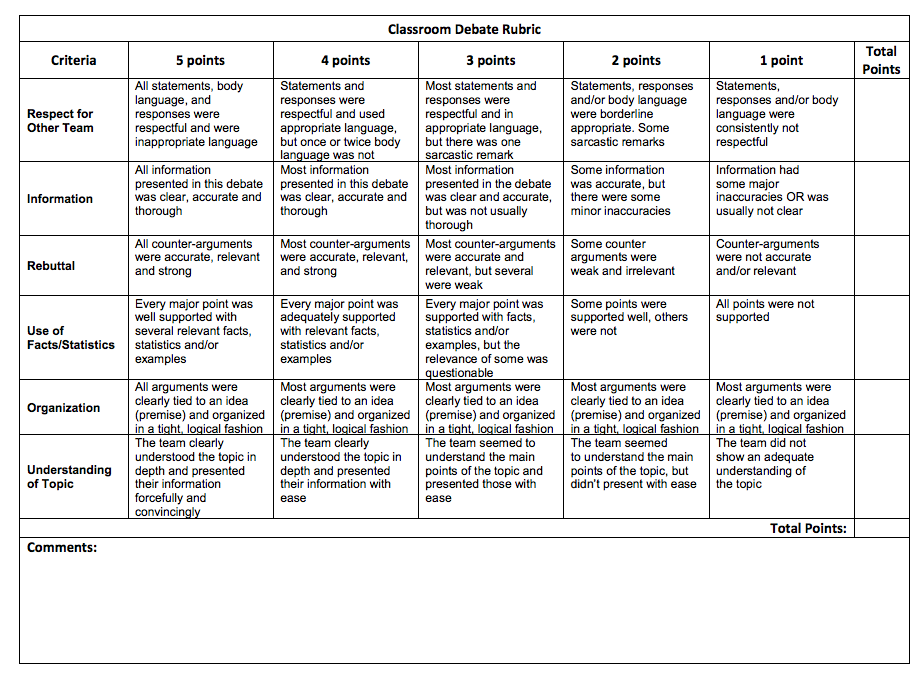 Classroom Debate Rubric
Criteria
5 points
4 points
3 points
2 points
1 point
Total
Points
Respect for
Other Team
All statements, body
language, and
responses were
respectful and were
inappropriate language
Statements and
responses were
respectful and used
appropriate language,
but once or twice body
language was not
Most statements and
responses were
respectful and in
appropriate language,
but there was one
sarcastic remark
Statements, responses
and/or body language
were borderline
appropriate. Some
sarcastic remarks
Statements,
responses and/or body
language were
consistently not
respectful
Information
All information
presented in this debate
was clear, accurate and
thorough
Most information
presented in this debate
was clear, accurate and
thorough
Most information
presented in the debate
was clear and accurate,
but was not usually
thorough
Some information
was accurate, but
there were some
minor inaccuracies
Information had
some major
inaccuracies OR was
usually not clear
Rebuttal
All counter-arguments
were accurate, relevant
and strong
Most counter-arguments
were accurate, relevant,
and strong
Most counter-arguments
were accurate and
relevant, but several
were weak
Some counter
arguments were
weak and irrelevant
Counter-arguments
were not accurate
and/or relevant
Use of
Facts/Statistics
Every major point was
well supported with
several relevant facts,
statistics and/or
examples
Every major point was
adequately supported
with relevant facts,
statistics and/or
examples
Every major point was
supported with facts,
statistics and/or
examples, but the
relevance of some was
questionable
Some points were
supported well, others
were not
All points were not
supported
Organization
All arguments were
clearly tied to an idea
(premise) and organized
in a tight, logical fashion
Most arguments were
clearly tied to an idea
(premise) and organized
in a tight, logical fashion
Most arguments were
clearly tied to an idea
(premise) and organized
in a tight, logical fashion
Most arguments were
clearly tied to an idea
(premise) and organized
in a tight, logical fashion
Most arguments were
clearly tied to an idea
(premise) and organized
in a tight, logical fashion
Understanding
of Topic
The team clearly
understood the topic in
depth and presented
their information
forcefully and
convincingly
The team clearly
understood the topic in
depth and presented
their information with
ease
The team seemed to
understand the main
points of the topic and
presented those with
ease
The team seemed
to understand the main
points of the topic, but
didn't present with ease
The team did not
show an adequate
understanding of
the topic
Total Points:
Comments: